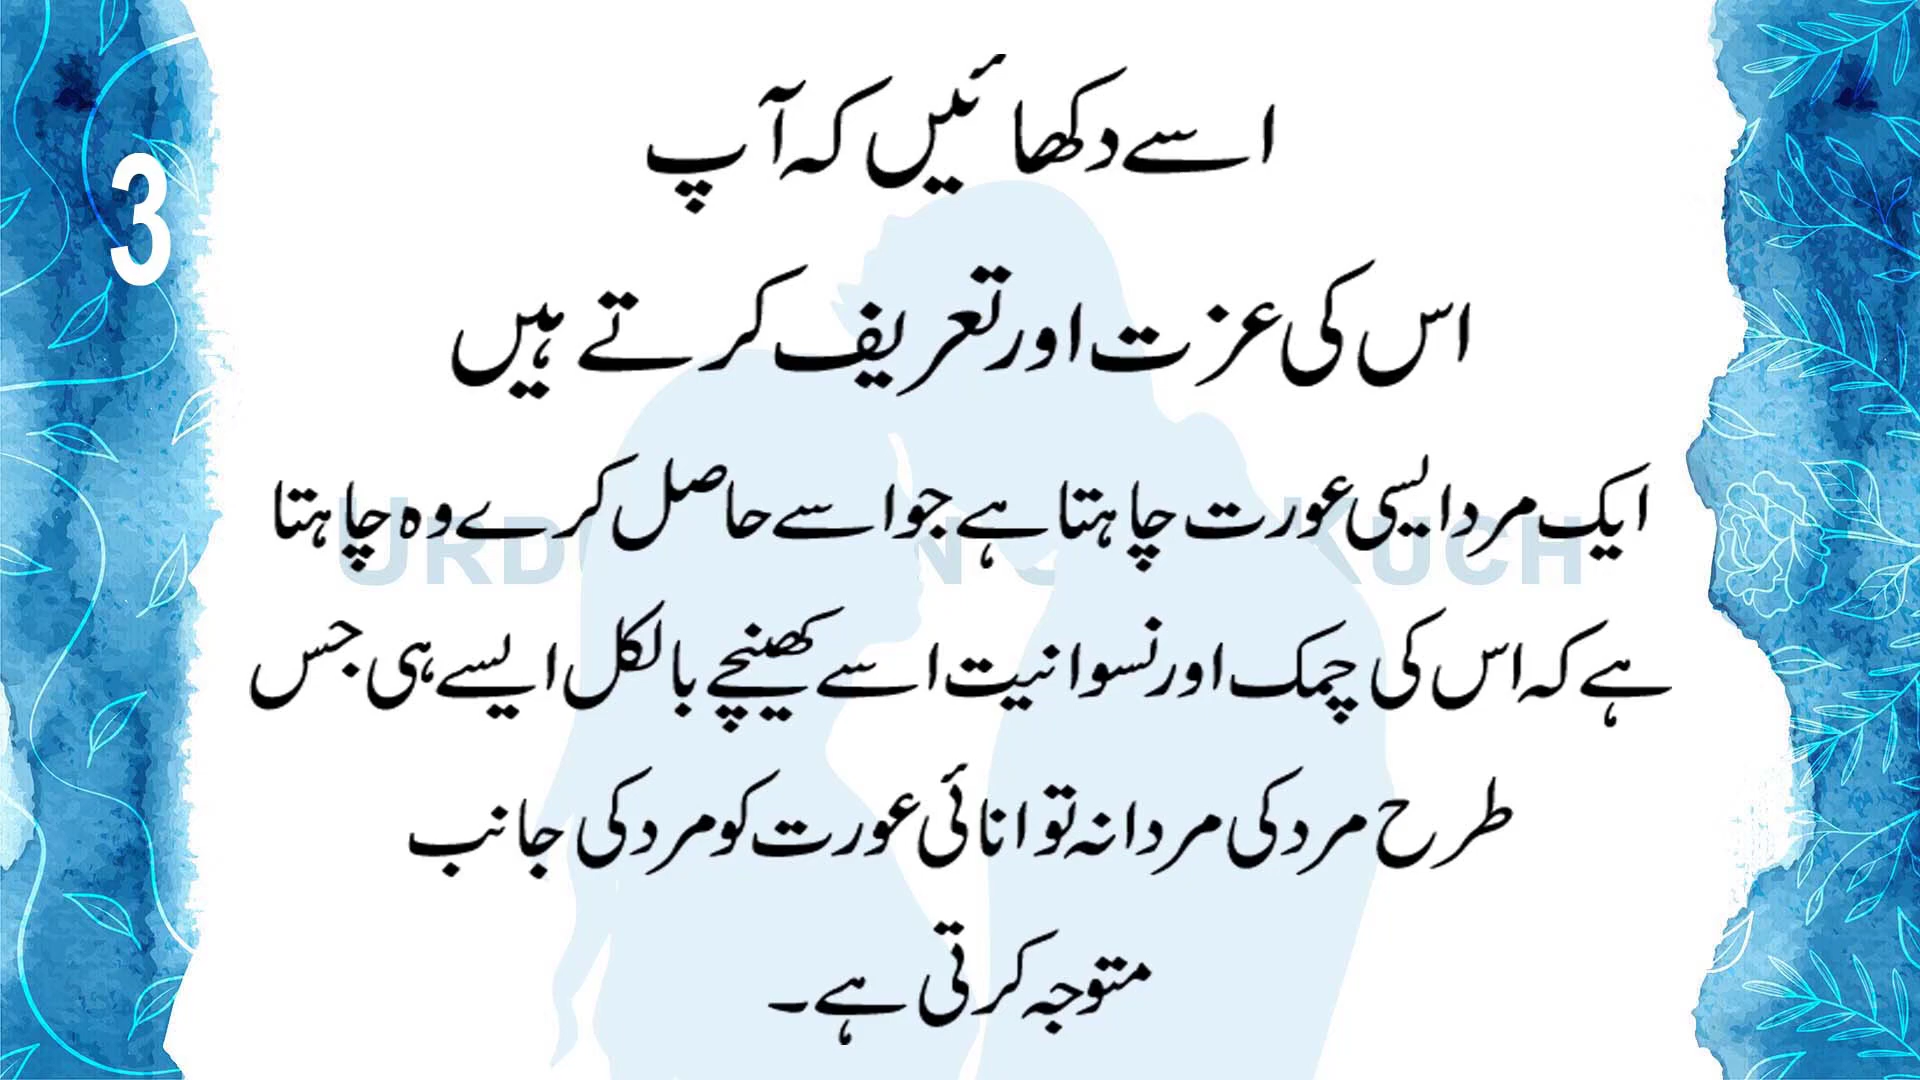 3
اسے دکھائیں کہ آپ
اس کی عزت اور تعریف کرتے ہیں
ایک مرد ایسی عورت چاہتا ہے جو اسے حاصل کرے وہ چاہتا
ہے کہ اس کی چمک اور نسوانیت اسے کھینچے بالکل ایسے ہی جس
طرح مرد کی مردانہ توانائی عورت کو مرد کی جانب
متوجہ کرتی ہے۔